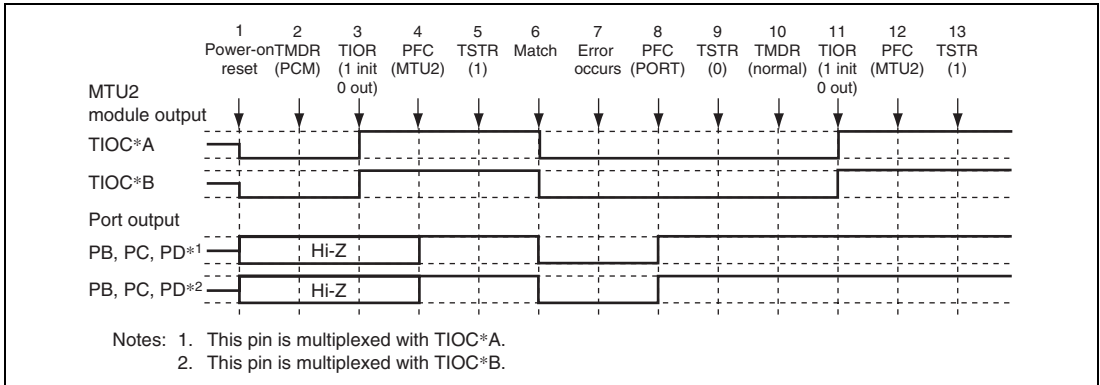 1 2 3 4 5 6 7 8 9 10 11 12 13
Power-on TMDR TIOR PFC TSTR Match Error PFC TSTR TMDR TIOR PFC TSTR
reset (PCM) (1 init (MTU2) (1) occurs (PORT) (0) (normal) (1 init (MTU2) (1)
0 out) 0 out)
MTU2
module output
TIOC*A
TIOC*B
Port output
PB, PC, PD*1 Hi-Z
PB, PC, PD*2 Hi-Z
Notes: 1. This pin is multiplexed with TIOC*A.
2. This pin is multiplexed with TIOC*B.